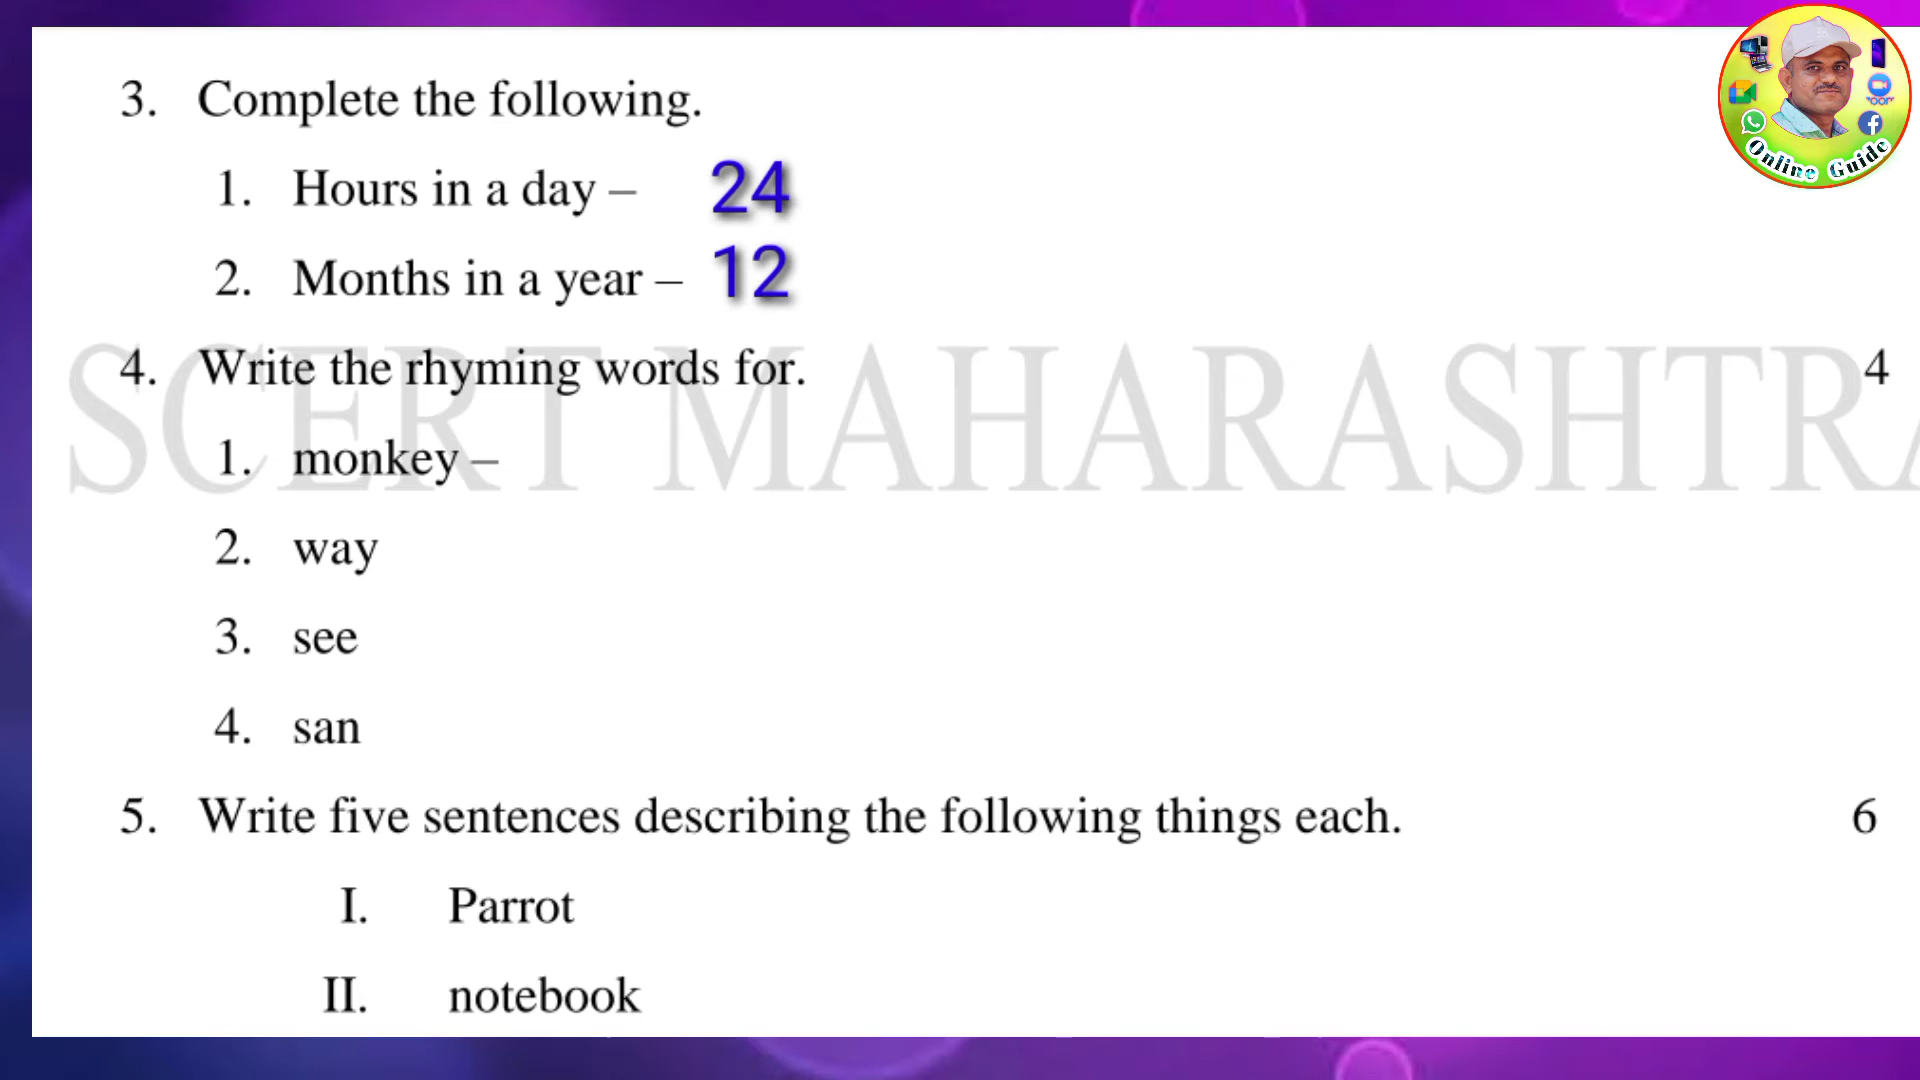 3. Complete the following.
1. Hours in a day – 24
2. Months in a year – 12
SCERT MAHARASHTRA
4. Write the rhyming words for. 4
1. monkey –
2. way
3. see
4. san
5. Write five sentences describing the following things each. 6
I. Parrot
II. notebook
Online Guide